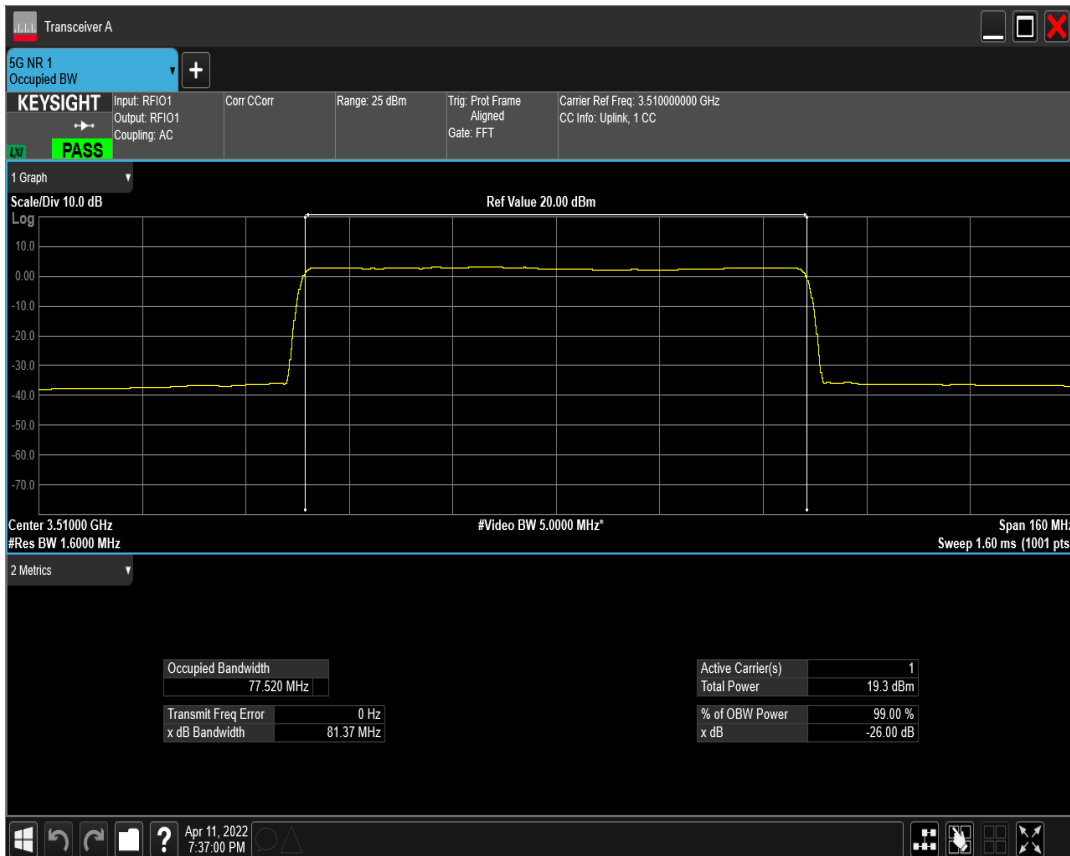 Transceiver A
5G NR 1
Occupied BW
KEYSIGHT
LXI
PASS
Input: RFIO1
Output: RFIO1
Coupling: AC
Corr CCorr
Range: 25 dBm
Trig: Prot Frame
Aligned
Gate: FFT
Carrier Ref Freq: 3.510000000 GHz
CC Info: Uplink, 1 CC
1 Graph
Scale/Div 10.0 dB
Ref Value 20.00 dBm
Log
10.0
0.00
-10.0
-20.0
-30.0
-40.0
-50.0
-60.0
-70.0
Center 3.51000 GHz
#Video BW 5.0000 MHz*
Span 160 MHz
#Res BW 1.6000 MHz
Sweep 1.60 ms (1001 pts
2 Metrics
Occupied Bandwidth
77.520 MHz
Transmit Freq Error 0 Hz
x dB Bandwidth 81.37 MHz
Active Carrier(s) 1
Total Power 19.3 dBm
% of OBW Power 99.00 %
x dB -26.00 dB
Apr 11, 2022
7:37:00 PM